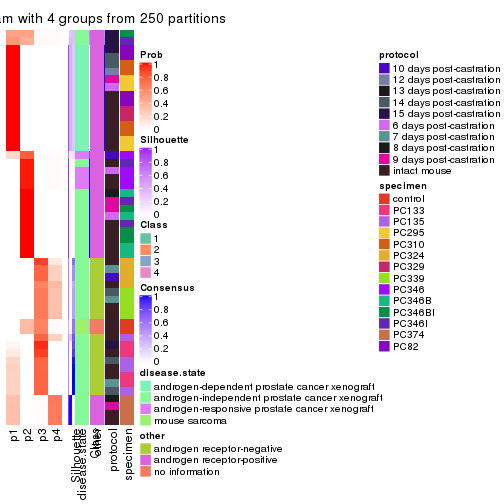 am with 4 groups from 250 partitions
Prob
1
0.8
0.6
0.4
0.2
0
Silhouette
1
0.8
0.6
0.4
0.2
0
Class
1
2
3
4
Consensus
1
0.8
0.6
0.4
0.2
0
disease.state
androgen-dependent prostate cancer xenograft
androgen-independent prostate cancer xenograft
androgen-responsive prostate cancer xenograft
mouse sarcoma
other
androgen receptor-negative
androgen receptor-positive
no information
protocol
10 days post-castration
12 days post-castration
13 days post-castration
14 days post-castration
15 days post-castration
6 days post-castration
7 days post-castration
8 days post-castration
9 days post-castration
intact mouse
specimen
control
PC133
PC135
PC295
PC310
PC324
PC329
PC339
PC346
PC346B
PC346BI
PC346I
PC374
PC82
p1
p2
p3
p4
Silhouette
disease.state
Class
other
protocol
specimen